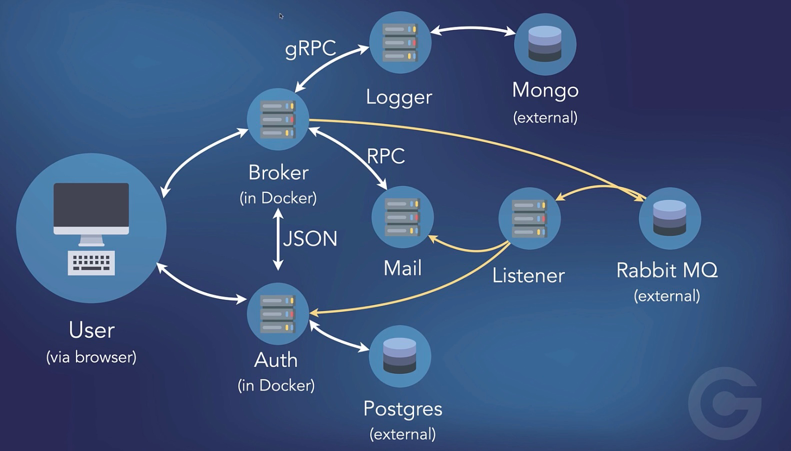 gRPC
Logger
Mongo
(external)
Broker
(in Docker)
RPC
JSON
Mail
Listener
Rabbit MQ
(external)
User
(via browser)
Auth
(in Docker)
Postgres
(external)